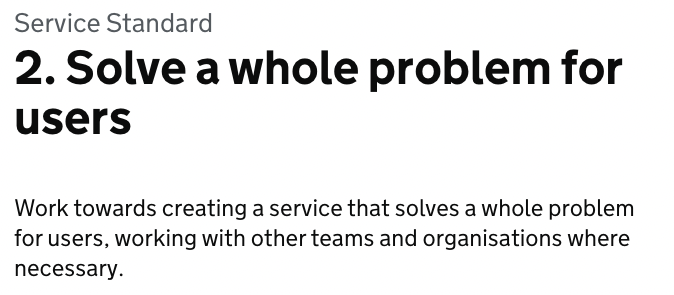 Service Standard
2. Solve a whole problem for
users
Work towards creating a service that solves a whole problem
for users, working with other teams and organisations where
necessary.